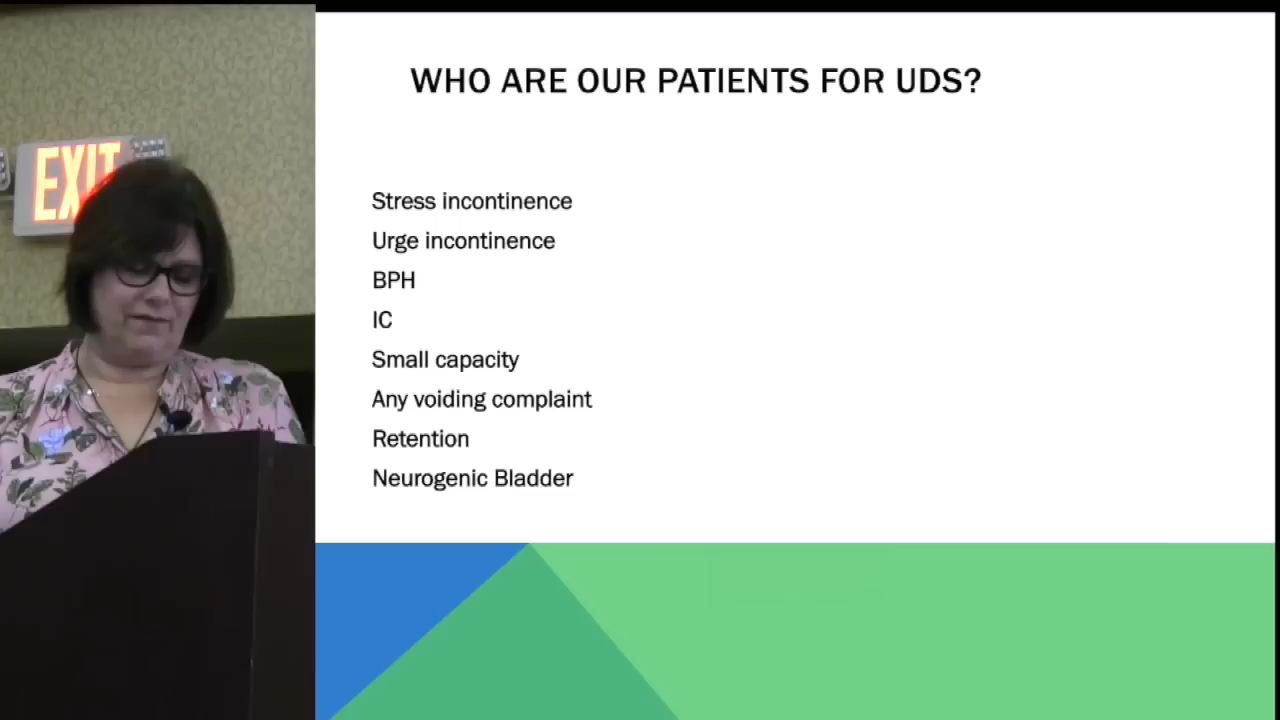 EXIT
WHO ARE OUR PATIENTS FOR UDS?
Stress incontinence
Urge incontinence
BPH
IC
Small capacity
Any voiding complaint
Retention
Neurogenic Bladder